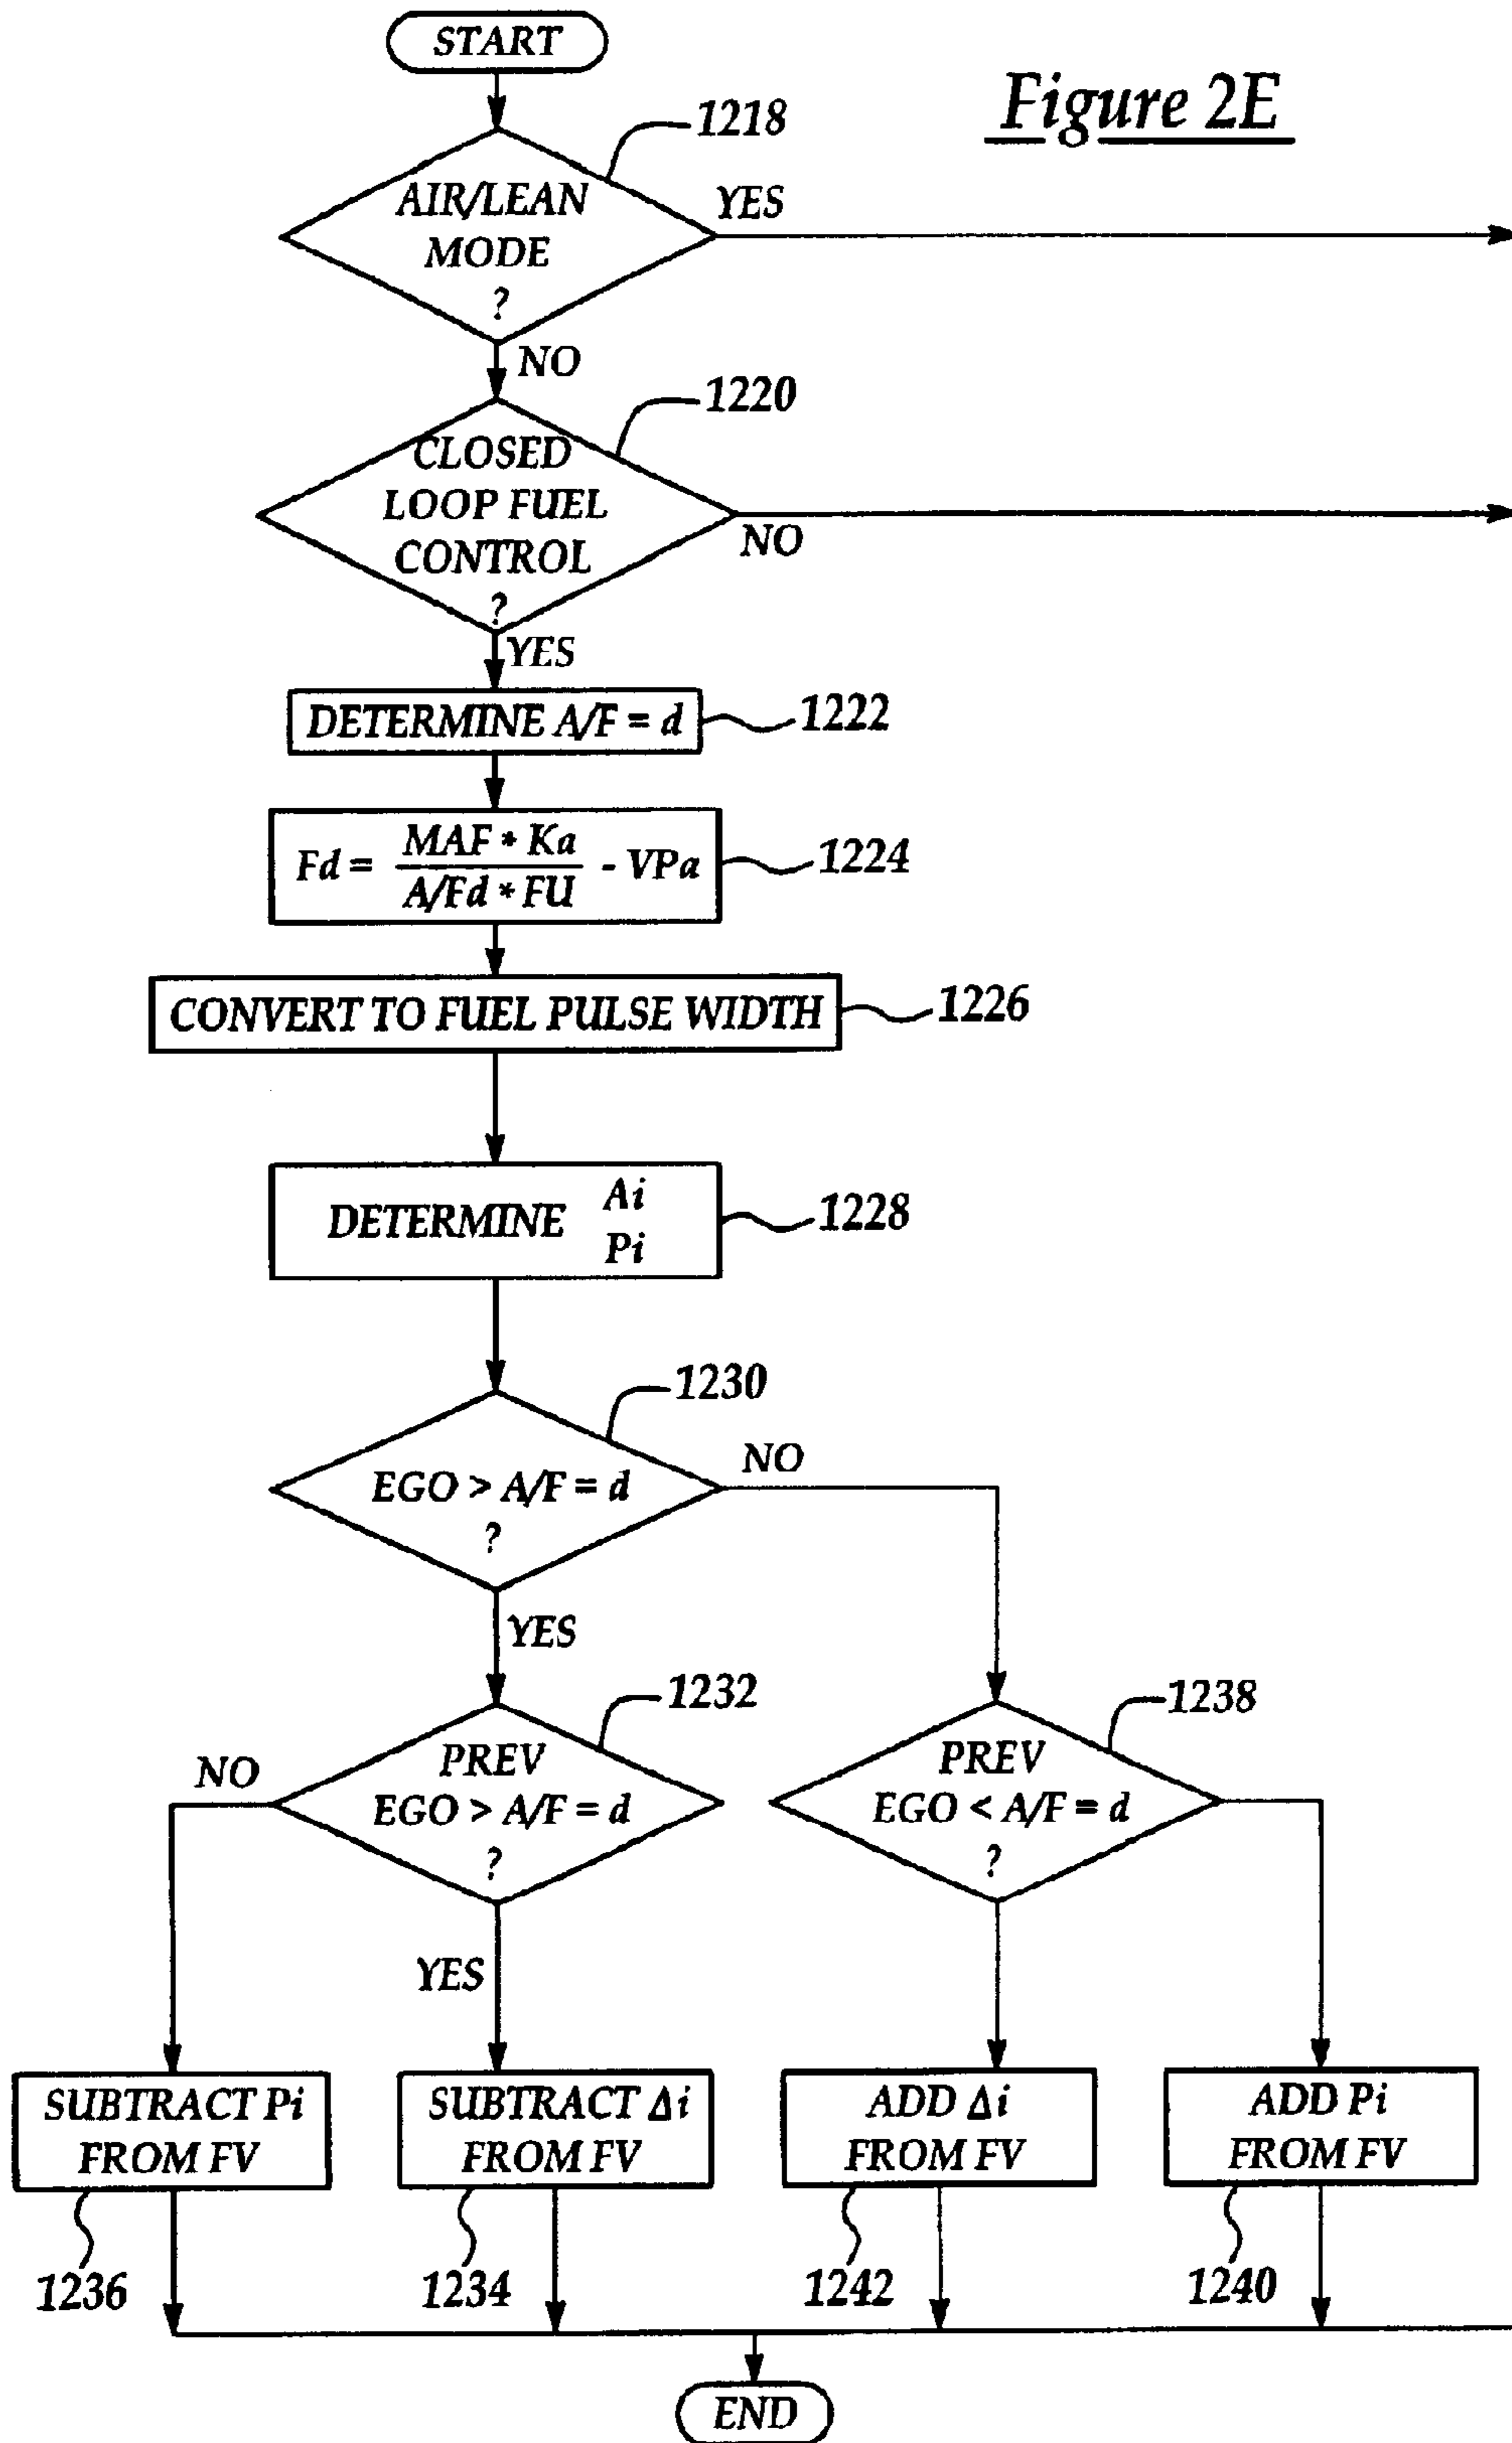 START
Figure 2E
1218
AIR/LEAN
MODE
?
YES
NO
1220
CLOSED
LOOP FUEL
CONTROL
?
NO
YES
DETERMINE A/F = d
1222
Fd = MAF * Ka
A/Fd * FU
- VPa
1224
CONVERT TO FUEL PULSE WIDTH
1226
DETERMINE
Ai
Pi
1228
1230
EGO > A/F = d
?
NO
YES
1232
PREV
EGO > A/F = d
?
NO
YES
1238
PREV
EGO < A/F = d
?
SUBTRACT Pi
FROM FV
1236
SUBTRACT Δi
FROM FV
1234
ADD Δi
FROM FV
1242
ADD Pi
FROM FV
1240
END